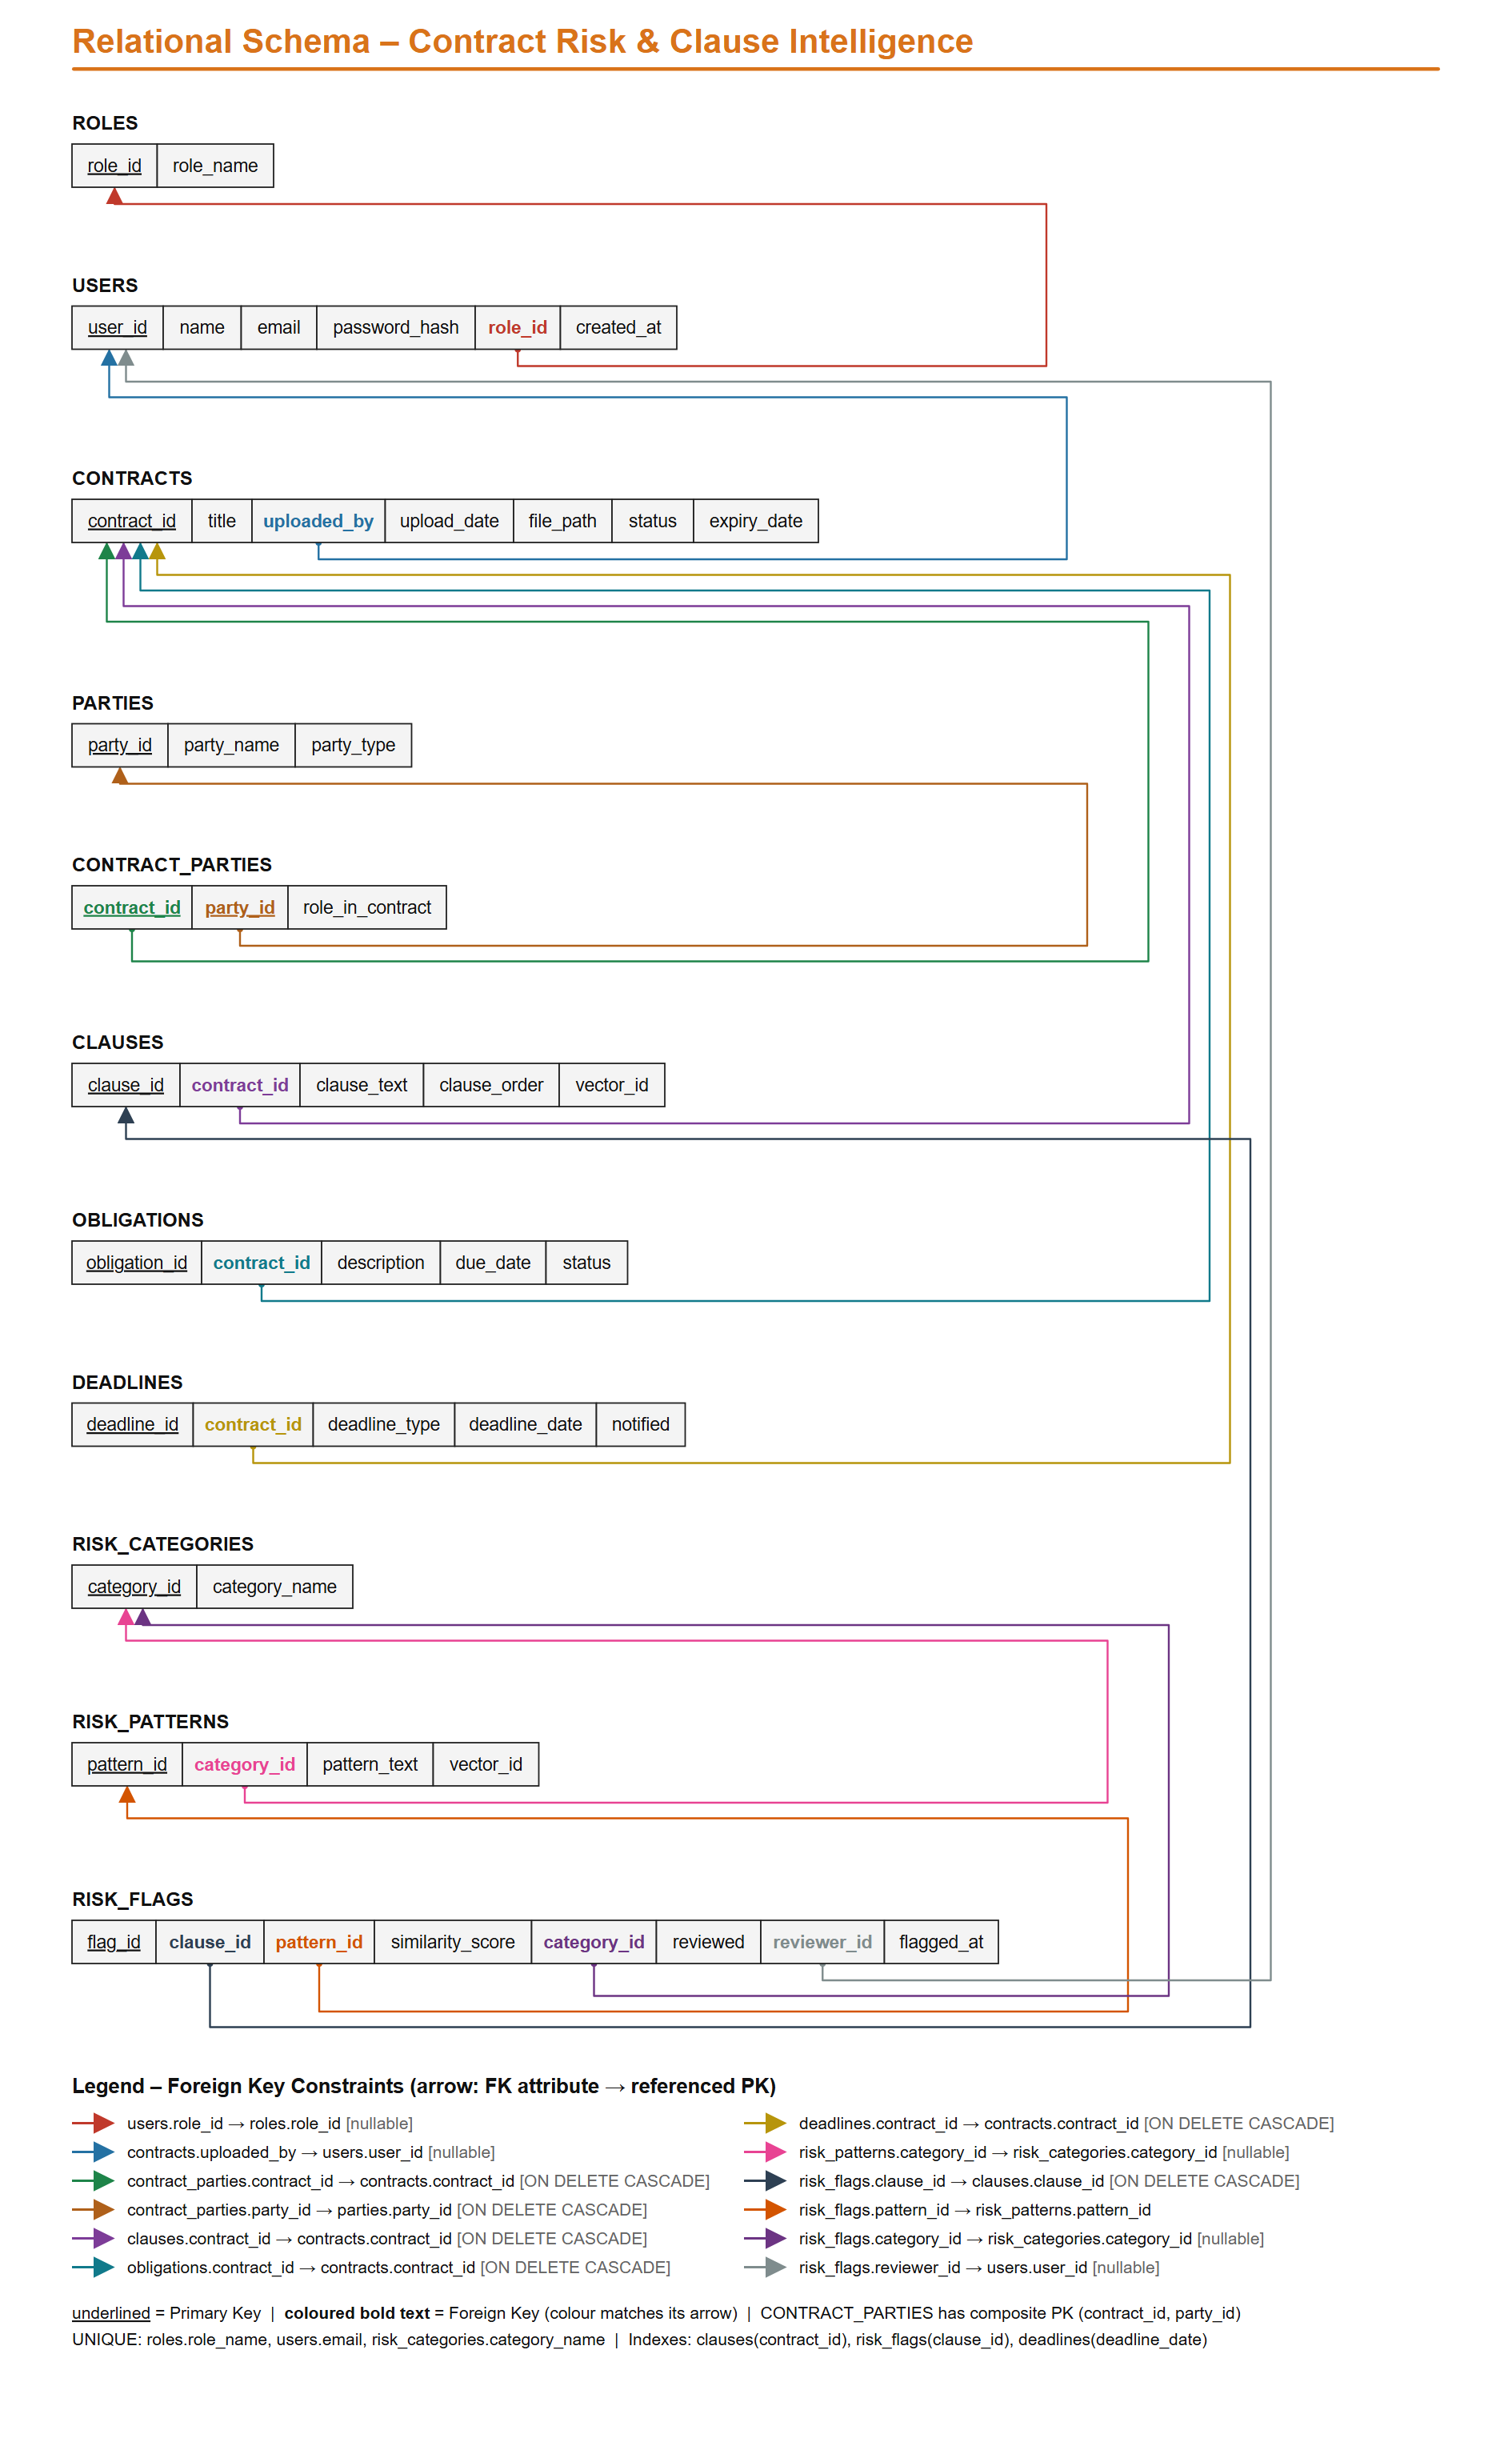 Relational Schema – Contract Risk & Clause Intelligence
ROLES
role_id role_name
USERS
user_id name email password_hash role_id created_at
CONTRACTS
contract_id title uploaded_by upload_date file_path status expiry_date
PARTIES
party_id party_name party_type
CONTRACT_PARTIES
contract_id party_id role_in_contract
CLAUSES
clause_id contract_id clause_text clause_order vector_id
OBLIGATIONS
obligation_id contract_id description due_date status
DEADLINES
deadline_id contract_id deadline_type deadline_date notified
RISK_CATEGORIES
category_id category_name
RISK_PATTERNS
pattern_id category_id pattern_text vector_id
RISK_FLAGS
flag_id clause_id pattern_id similarity_score category_id reviewed reviewer_id flagged_at
Legend – Foreign Key Constraints (arrow: FK attribute → referenced PK)
users.role_id → roles.role_id [nullable]
contracts.uploaded_by → users.user_id [nullable]
contract_parties.contract_id → contracts.contract_id [ON DELETE CASCADE]
contract_parties.party_id → parties.party_id [ON DELETE CASCADE]
clauses.contract_id → contracts.contract_id [ON DELETE CASCADE]
obligations.contract_id → contracts.contract_id [ON DELETE CASCADE]
deadlines.contract_id → contracts.contract_id [ON DELETE CASCADE]
risk_patterns.category_id → risk_categories.category_id [nullable]
risk_flags.clause_id → clauses.clause_id [ON DELETE CASCADE]
risk_flags.pattern_id → risk_patterns.pattern_id
risk_flags.category_id → risk_categories.category_id [nullable]
risk_flags.reviewer_id → users.user_id [nullable]
underlined = Primary Key | coloured bold text = Foreign Key (colour matches its arrow) | CONTRACT_PARTIES has composite PK (contract_id, party_id)
UNIQUE: roles.role_name, users.email, risk_categories.category_name | Indexes: clauses(contract_id), risk_flags(clause_id), deadlines(deadline_date)